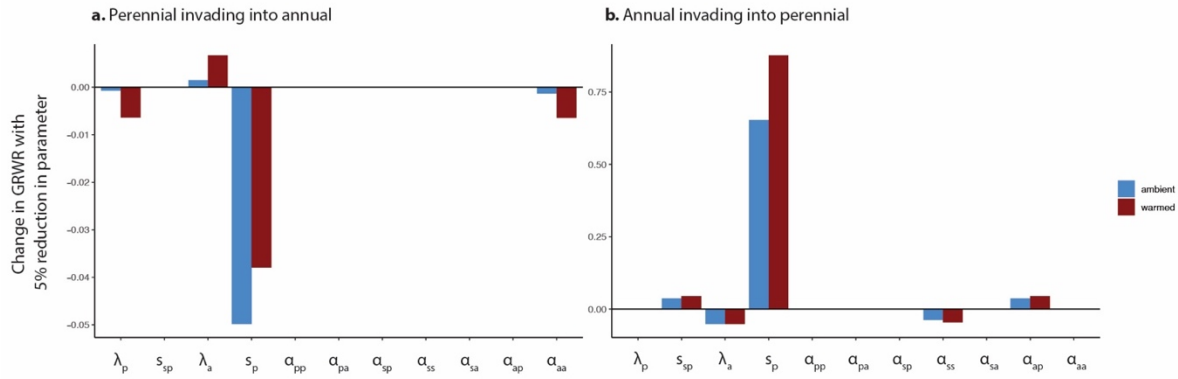 a. Perennial invading into annual
b. Annual invading into perennial
Change in GRWR with
5% reduction in parameter
0.00
−0.01
−0.02
−0.03
−0.04
−0.05
λp ssp λa sp αpp αpa αsp αss αsa αap αaa
0.75
0.50
0.25
0.00
λp ssp λa sp αpp αpa αsp αss αsa αap αaa
ambient
warmed